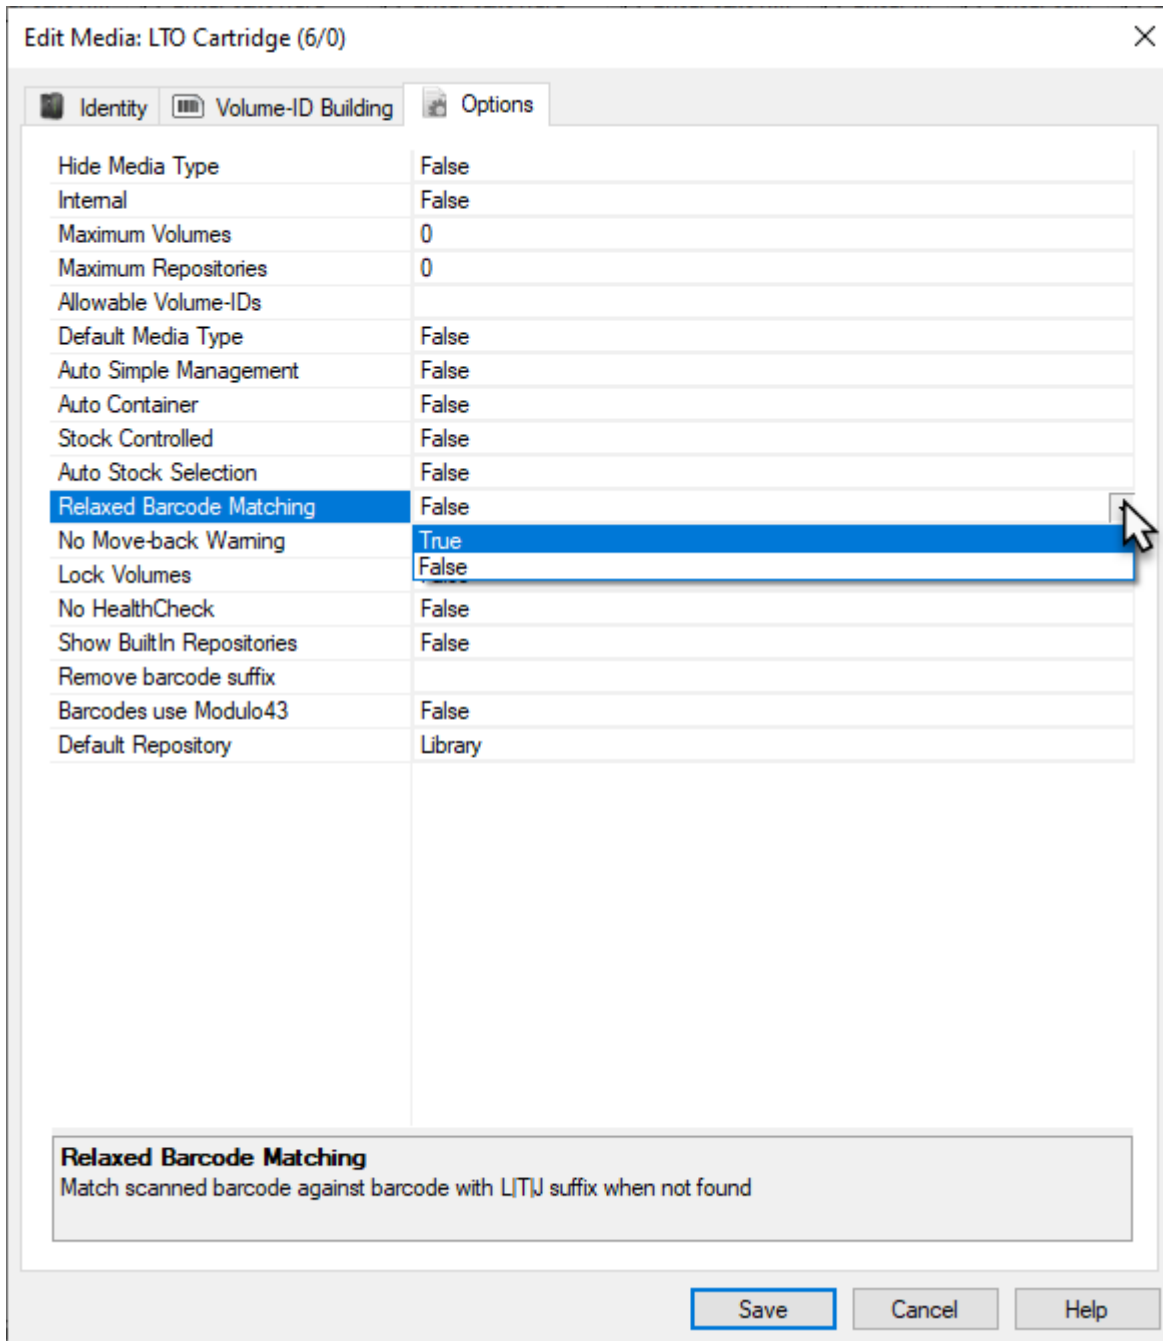 Edit Media: LTO Cartridge (6/0)
Identity Volume-ID Building Options
Hide Media Type False
Internal False
Maximum Volumes 0
Maximum Repositories 0
Allowable Volume-IDs
Default Media Type False
Auto Simple Management False
Auto Container False
Stock Controlled False
Auto Stock Selection False
Relaxed Barcode Matching False
No Move-back Warning True
Lock Volumes False
No HealthCheck False
Show BuiltIn Repositories False
Remove barcode suffix
Barcodes use Modulo43 False
Default Repository Library
Relaxed Barcode Matching
Match scanned barcode against barcode with L|T|J suffix when not found
Save Cancel Help